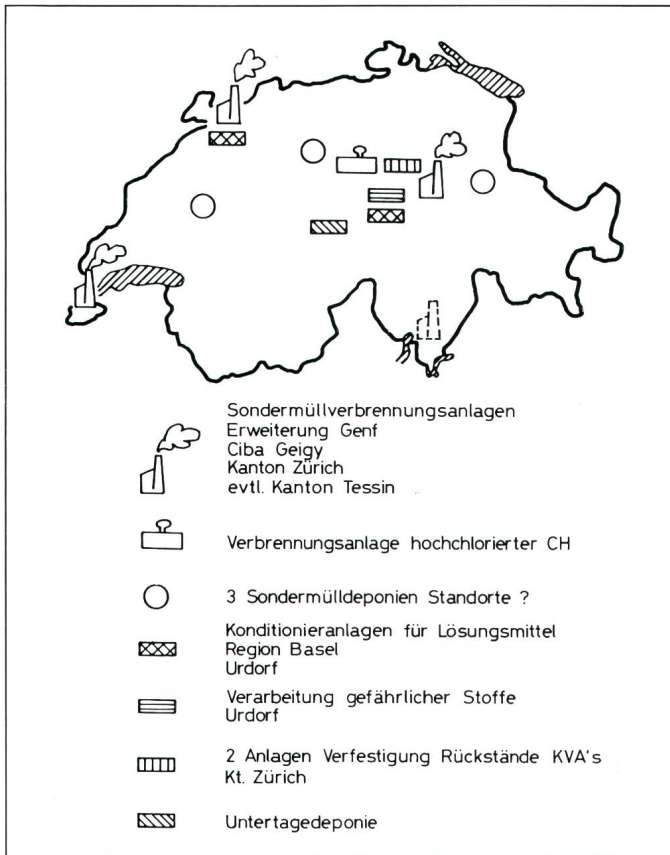 Sondermüllverbrennungsanlagen
Erweiterung Genf
Ciba Geigy
Kanton Zürich
evtl. Kanton Tessin
Verbrennungsanlage hochchlorierter CH
3 Sondermülldeponien Standorte ?
Konditionieranlagen für Lösungsmittel
Region Basel
Urdorf
Verarbeitung gefährlicher Stoffe
Urdorf
2 Anlagen Verfestigung Rückstände KVA's
Kt. Zürich
Untertagedeponie